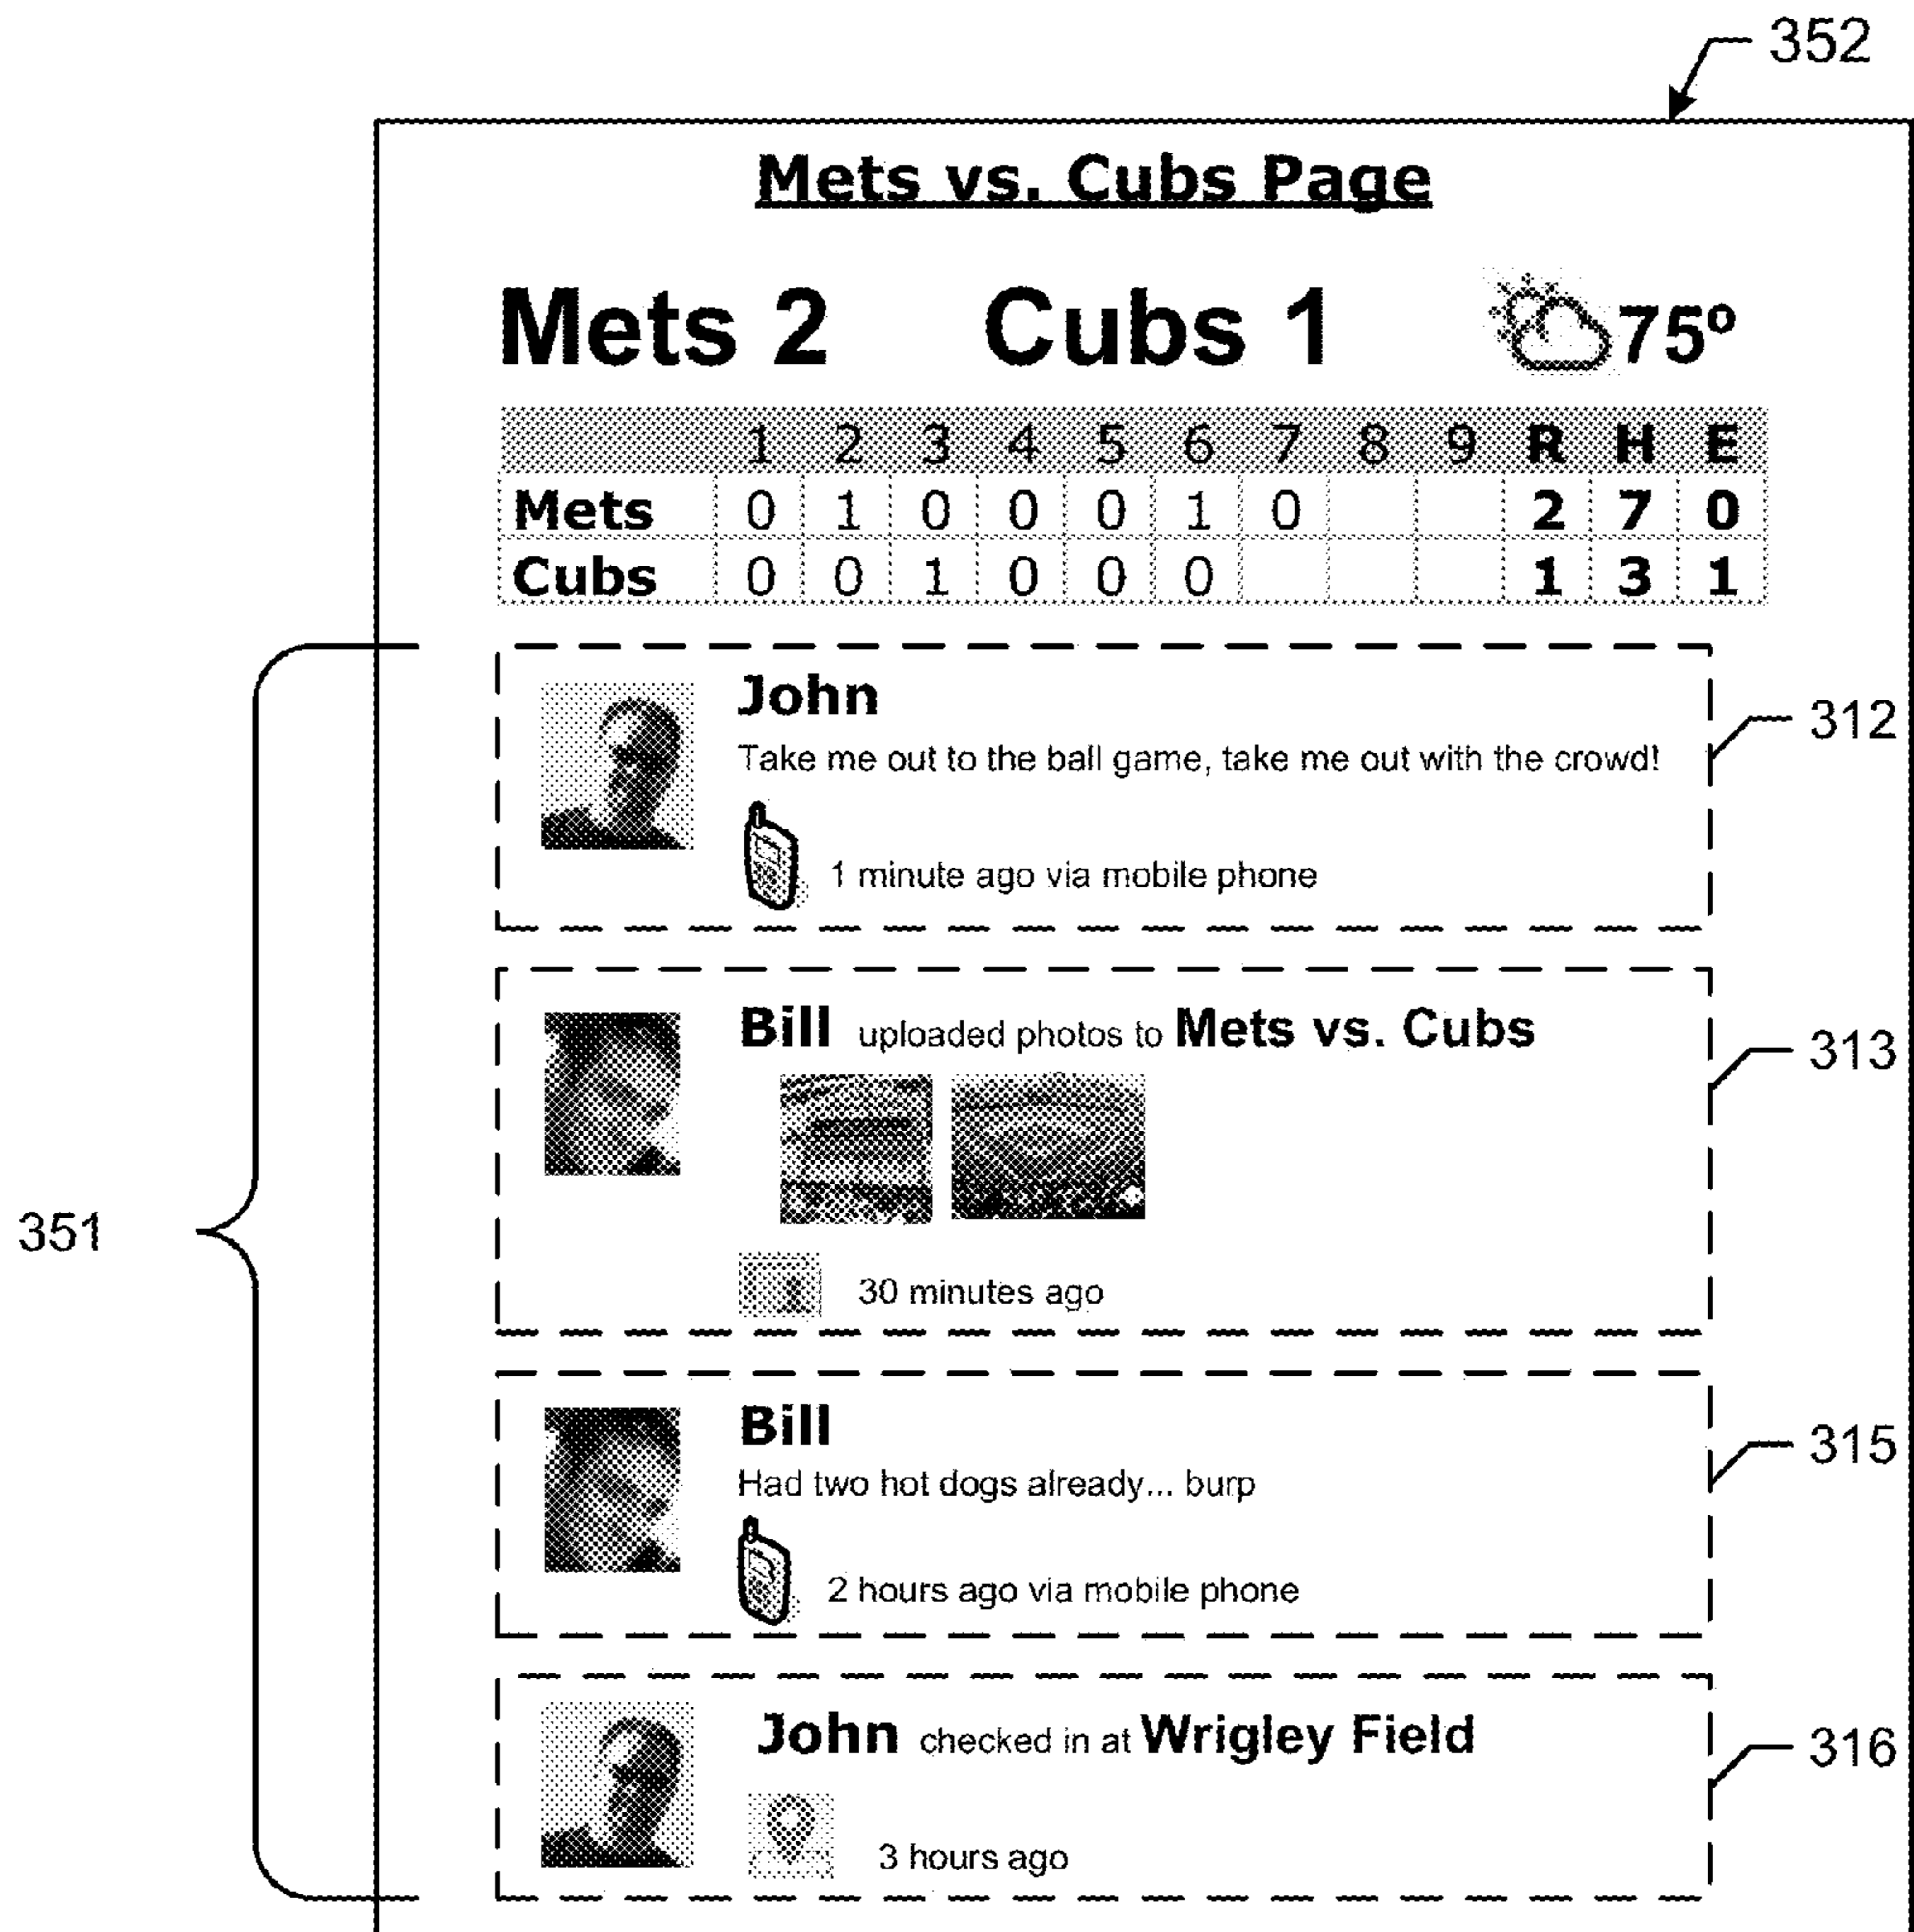 352
Mets vs. Cubs Page
Mets 2 Cubs 1 75º
1 2 3 4 5 6 7 8 9 R H E
Mets 0 1 0 0 0 1 0 2 7 0
Cubs 0 0 1 0 0 0 1 3 1
John
312
Take me out to the ball game, take me out with the crowd!
1 minute ago via mobile phone
Bill uploaded photos to Mets vs. Cubs
313
351
30 minutes ago
Bill
315
Had two hot dogs already... burp
2 hours ago via mobile phone
John checked in at Wrigley Field
316
3 hours ago